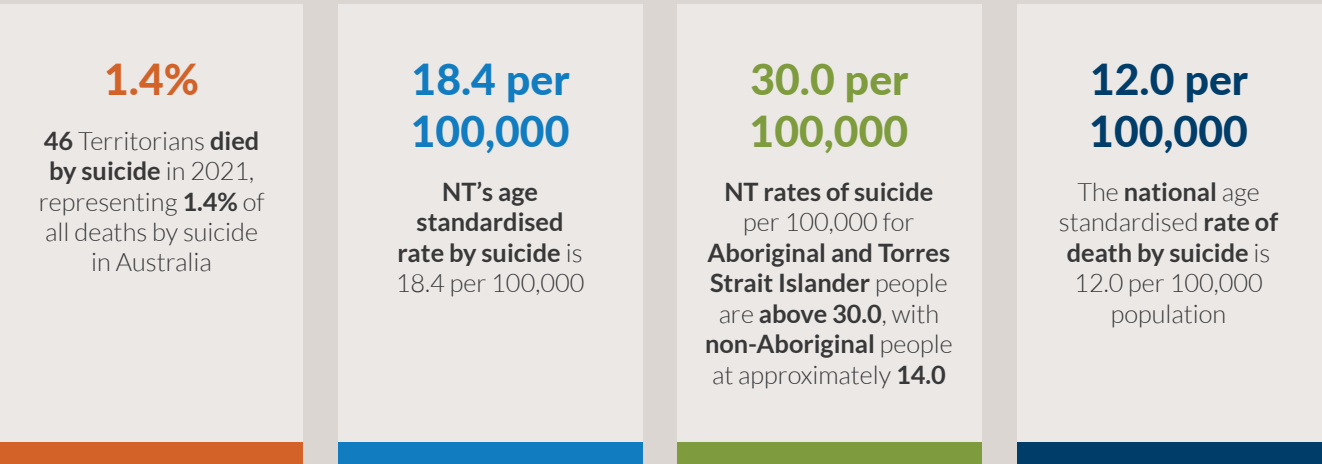 1.4%
46 Territorians died
by suicide in 2021,
representing 1.4% of
all deaths by suicide
in Australia
18.4 per
100,000
NT’s age
standardised
rate by suicide is
18.4 per 100,000
30.0 per
100,000
NT rates of suicide
per 100,000 for
Aboriginal and Torres
Strait Islander people
are above 30.0, with
non-Aboriginal people
at approximately 14.0
12.0 per
100,000
The national age
standardised rate of
death by suicide is
12.0 per 100,000
population